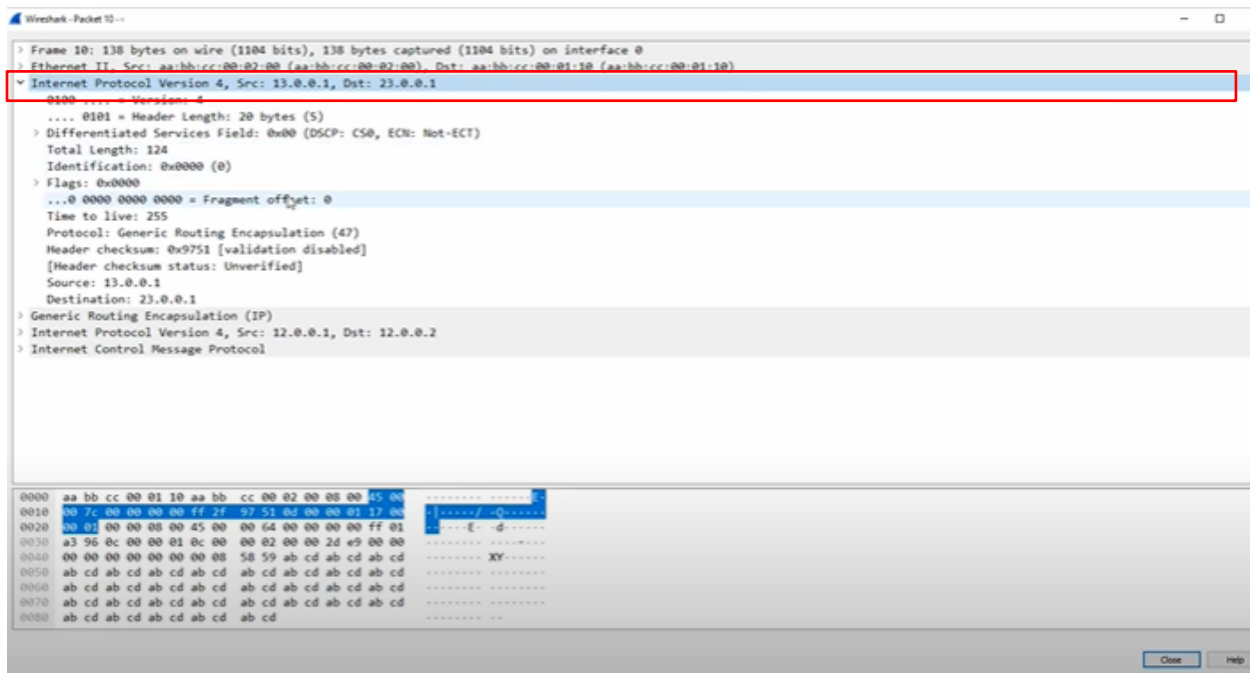 Wireshark · Packet 10 · --
> Frame 10: 138 bytes on wire (1104 bits), 138 bytes captured (1104 bits) on interface 0
> Ethernet II, Src: aa:bb:cc:00:02:00 (aa:bb:cc:00:02:00), Dst: aa:bb:cc:00:01:10 (aa:bb:cc:00:01:10)
Internet Protocol Version 4, Src: 13.0.0.1, Dst: 23.0.0.1
0100 .... = Version: 4
.... 0101 = Header Length: 20 bytes (5)
> Differentiated Services Field: 0x00 (DSCP: CS0, ECN: Not-ECT)
Total Length: 124
Identification: 0x0000 (0)
> Flags: 0x0000
...0 0000 0000 0000 = Fragment offset: 0
Time to live: 255
Protocol: Generic Routing Encapsulation (47)
Header checksum: 0x9751 [validation disabled]
[Header checksum status: Unverified]
Source: 13.0.0.1
Destination: 23.0.0.1
> Generic Routing Encapsulation (IP)
> Internet Protocol Version 4, Src: 12.0.0.1, Dst: 12.0.0.2
> Internet Control Message Protocol
0000 aa bb cc 00 01 10 aa bb cc 00 02 00 08 00 45 00 ········ ······E·
0010 00 7c 00 00 00 00 ff 2f 97 51 0d 00 00 01 17 00 ·|·····/ ·Q······
0020 00 01 00 00 08 00 45 00 00 64 00 00 00 00 ff 01 ······E· ·d······
0030 a3 96 0c 00 00 01 0c 00 00 02 00 00 2d e9 00 00 ········ ····-···
0040 00 00 00 00 00 00 00 08 58 59 ab cd ab cd ab cd ········ XY······
0050 ab cd ab cd ab cd ab cd ab cd ab cd ab cd ab cd ········ ········
0060 ab cd ab cd ab cd ab cd ab cd ab cd ab cd ab cd ········ ········
0070 ab cd ab cd ab cd ab cd ab cd ab cd ab cd ab cd ········ ········
0080 ab cd ab cd ab cd ab cd ab cd ········ ··
Close Help